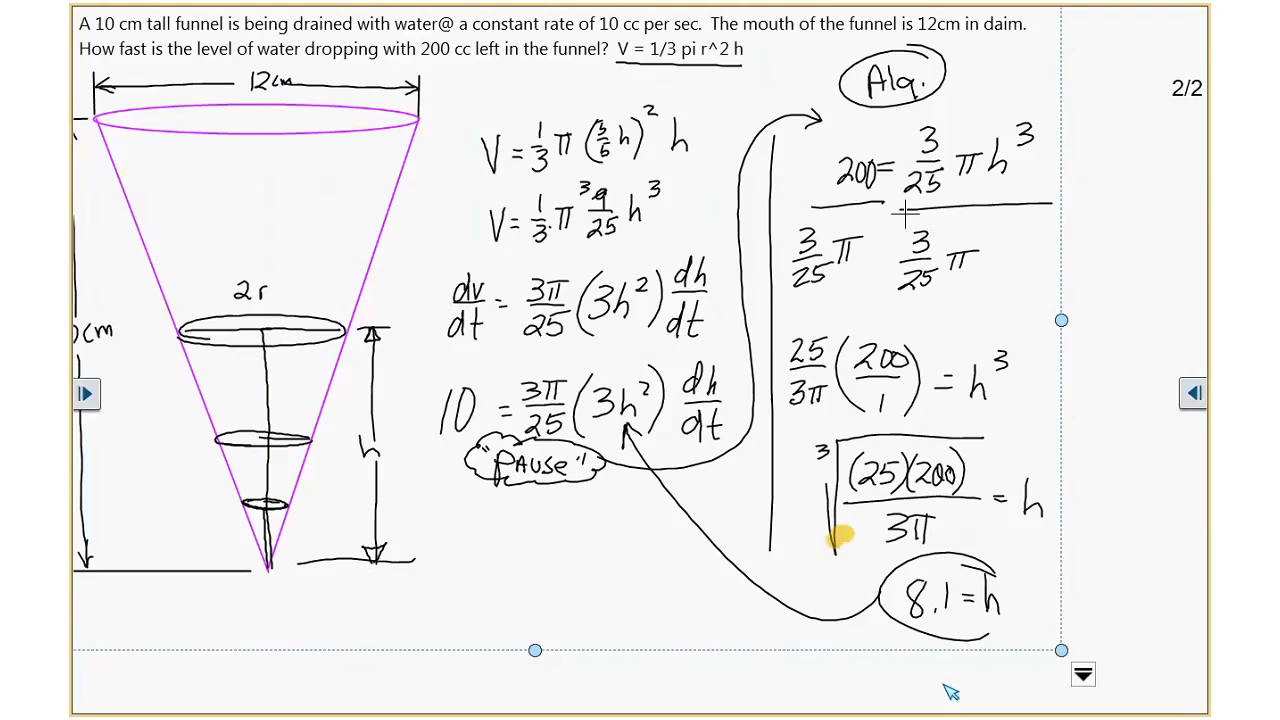 A 10 cm tall funnel is being drained with water@ a constant rate of 10 cc per sec. The mouth of the funnel is 12cm in daim.
How fast is the level of water dropping with 200 cc left in the funnel? V = 1/3 pi r^2 h
2/2
12cm
2r
0cm
h
V = 1/3 π (3/5 h)^2 h
V = 1/3 · π 3 9/25 h^3
dv/dt = 3π/25 (3h^2) dh/dt
10 = 3π/25 (3h^2) dh/dt
"PAUSE"
Alg.
200 = 3/25 π h^3
3/25 π 3/25 π
25/3π (200/1) = h^3
3√((25)(200)/3π) = h
8.1 = h